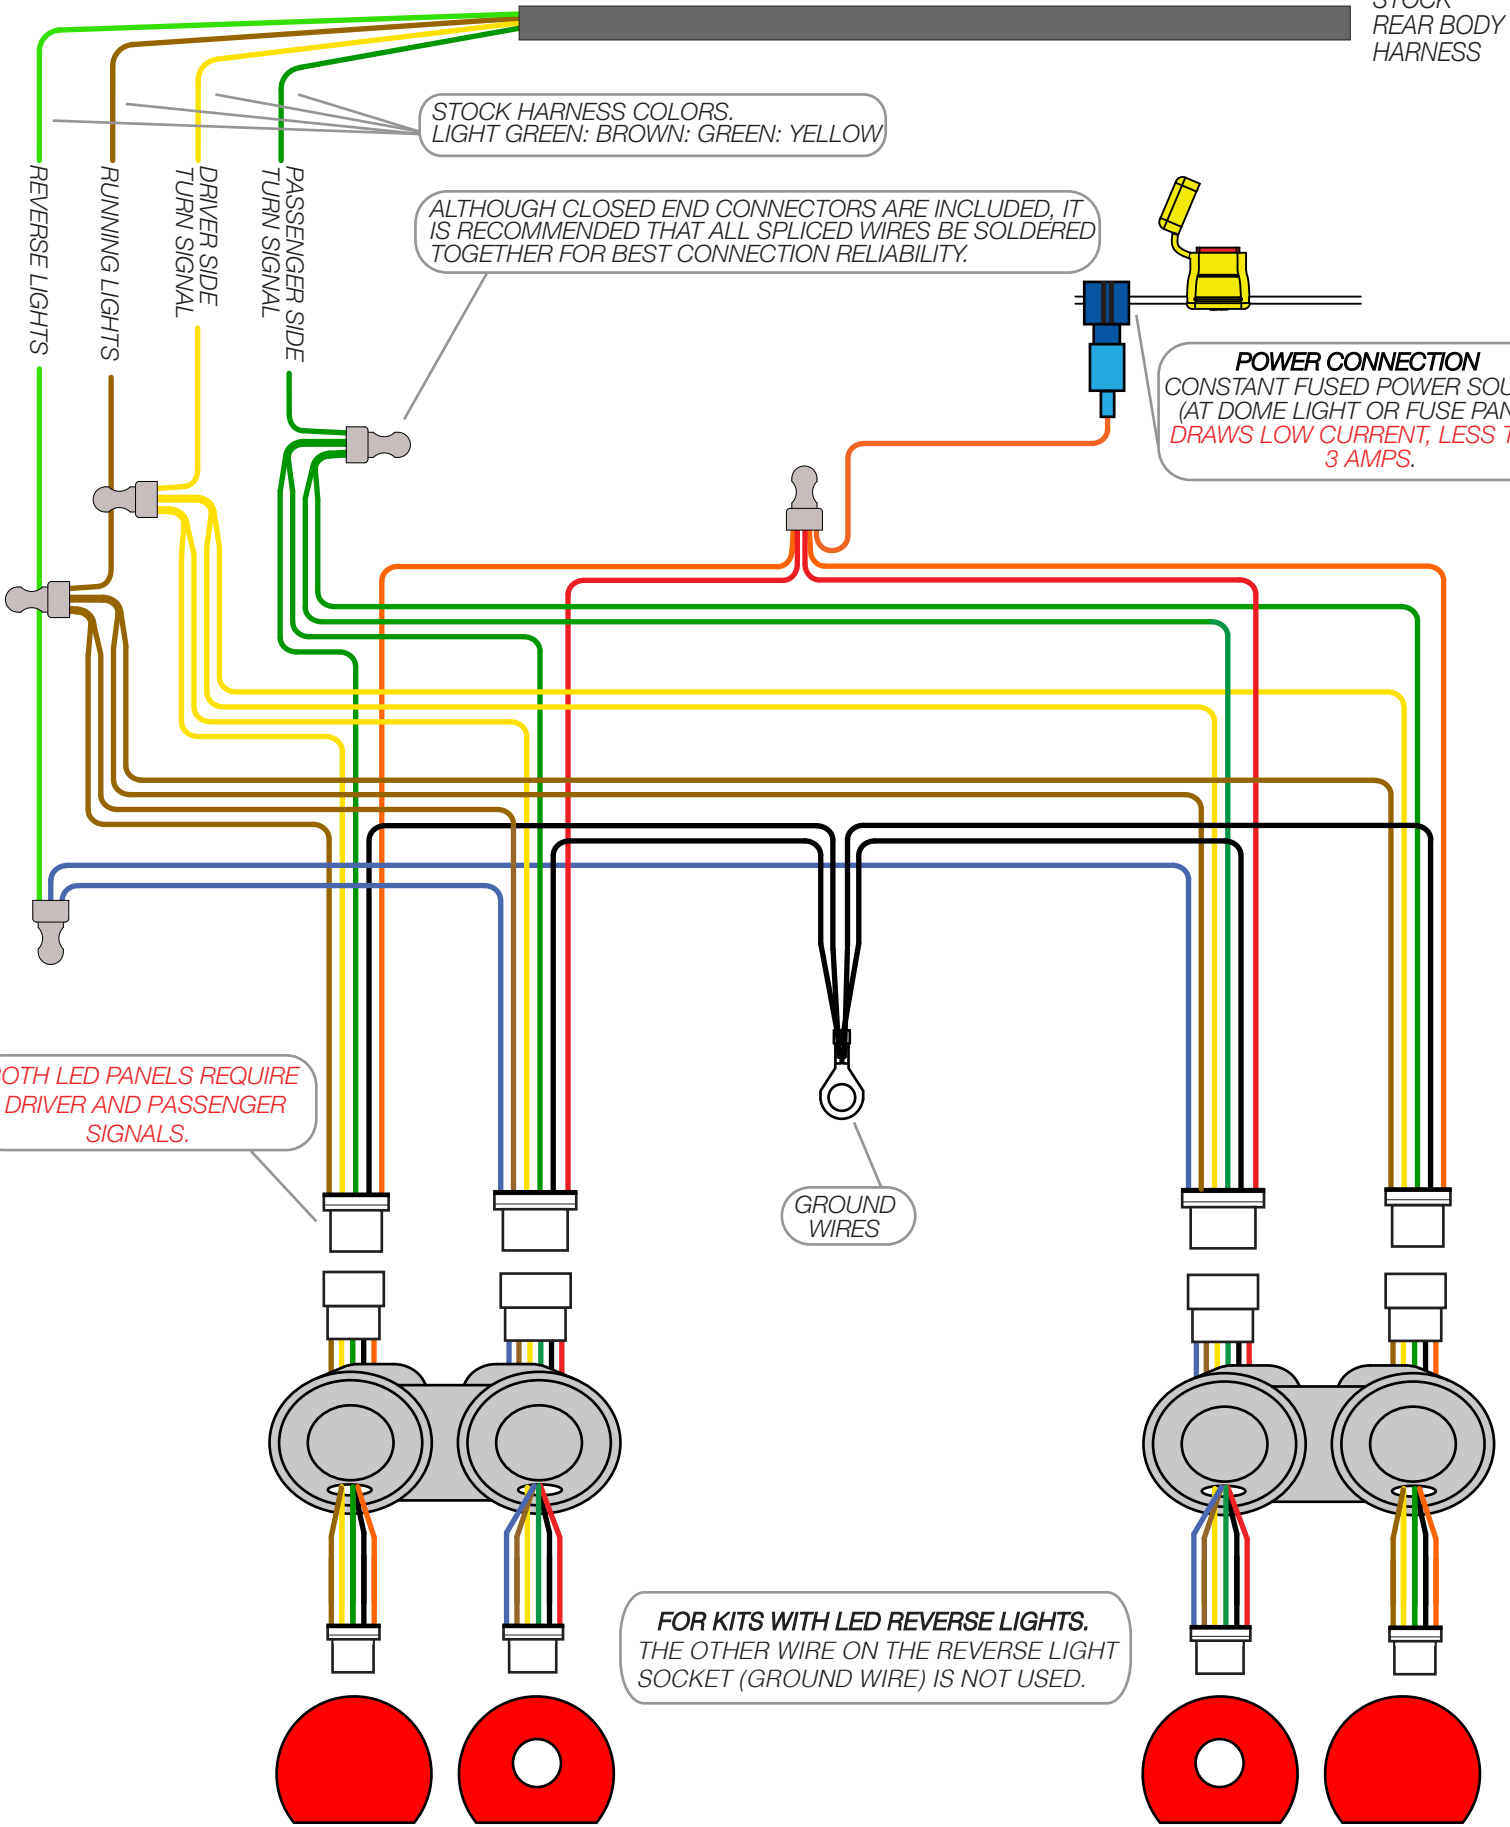 STOCK
REAR BODY
HARNESS
STOCK HARNESS COLORS.
LIGHT GREEN: BROWN: GREEN: YELLOW
REVERSE LIGHTS
RUNNING LIGHTS
DRIVER SIDE
TURN SIGNAL
PASSENGER SIDE
TURN SIGNAL
ALTHOUGH CLOSED END CONNECTORS ARE INCLUDED, IT
IS RECOMMENDED THAT ALL SPLICED WIRES BE SOLDERED
TOGETHER FOR BEST CONNECTION RELIABILITY.
POWER CONNECTION
CONSTANT FUSED POWER
(AT DOME LIGHT OR FUSE
DRAWS LOW CURRENT, LESS
3 AMPS.
BOTH LED PANELS REQUIRE
DRIVER AND PASSENGER
SIGNALS.
GROUND
WIRES
FOR KITS WITH LED REVERSE LIGHTS.
THE OTHER WIRE ON THE REVERSE LIGHT
SOCKET (GROUND WIRE) IS NOT USED.